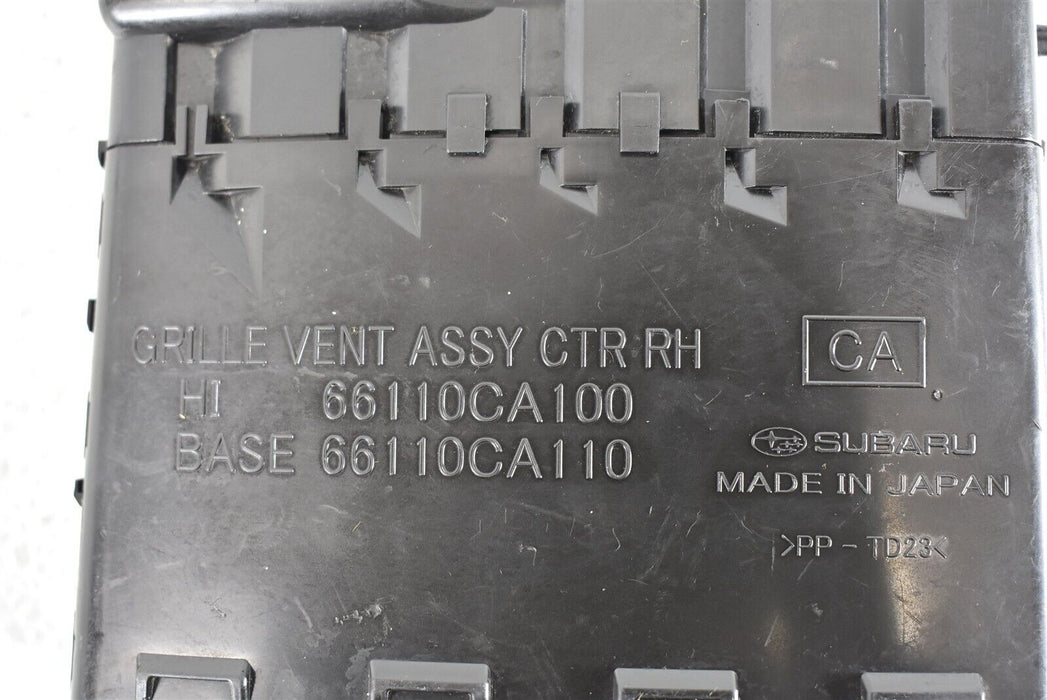 GRILLE VENT ASSY CTR RH
HI 66110CA100
BASE 66110CA110
CA
SUBARU
MADE IN JAPAN
>PP-TD23<